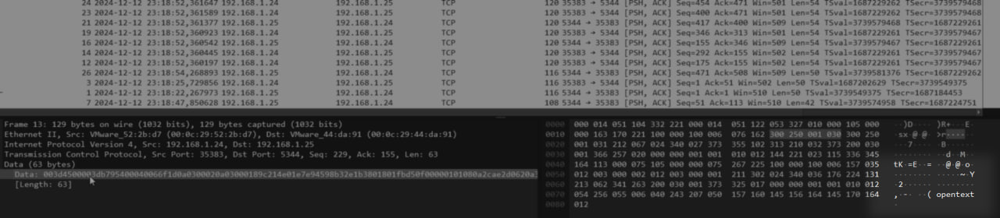 24 2024-12-12 23:18:52,361647 192.168.1.24 192.168.1.25 TCP 120 35383 → 5344 [PSH, ACK] Seq=454 Ack=471 Win=501 Len=54 TSval=1687229262 TSecr=3739579468
23 2024-12-12 23:18:52,361589 192.168.1.24 192.168.1.25 TCP 120 35383 → 5344 [PSH, ACK] Seq=400 Ack=471 Win=501 Len=54 TSval=1687229262 TSecr=3739579468
21 2024-12-12 23:18:52,361377 192.168.1.25 192.168.1.24 TCP 120 5344 → 35383 [PSH, ACK] Seq=417 Ack=400 Win=509 Len=54 TSval=3739579468 TSecr=1687229261
19 2024-12-12 23:18:52,360923 192.168.1.24 192.168.1.25 TCP 120 35383 → 5344 [PSH, ACK] Seq=346 Ack=313 Win=501 Len=54 TSval=1687229261 TSecr=3739579467
16 2024-12-12 23:18:52,360542 192.168.1.25 192.168.1.24 TCP 120 5344 → 35383 [PSH, ACK] Seq=155 Ack=346 Win=509 Len=54 TSval=3739579467 TSecr=1687229261
14 2024-12-12 23:18:52,360445 192.168.1.24 192.168.1.25 TCP 120 35383 → 5344 [PSH, ACK] Seq=292 Ack=155 Win=502 Len=54 TSval=1687229261 TSecr=3739579467
12 2024-12-12 23:18:52,360197 192.168.1.24 192.168.1.25 TCP 120 35383 → 5344 [PSH, ACK] Seq=175 Ack=155 Win=502 Len=54 TSval=1687229261 TSecr=3739579467
26 2024-12-12 23:18:54,268893 192.168.1.25 192.168.1.24 TCP 116 5344 → 35383 [PSH, ACK] Seq=471 Ack=508 Win=509 Len=50 TSval=3739581376 TSecr=1687229262
3 2024-12-12 23:18:25,729856 192.168.1.24 192.168.1.25 TCP 116 35383 → 5344 [PSH, ACK] Seq=1 Ack=51 Win=502 Len=50 TSval=1687202629 TSecr=3739549375
1 2024-12-12 23:18:22,267973 192.168.1.25 192.168.1.24 TCP 116 5344 → 35383 [PSH, ACK] Seq=1 Ack=1 Win=510 Len=50 TSval=3739549375 TSecr=1687184453
7 2024-12-12 23:18:47,850628 192.168.1.25 192.168.1.24 TCP 108 5344 → 35383 [PSH, ACK] Seq=51 Ack=113 Win=510 Len=42 TSval=3739574958 TSecr=1687224751
Frame 13: 129 bytes on wire (1032 bits), 129 bytes captured (1032 bits)
Ethernet II, Src: VMware_52:2b:d7 (00:0c:29:52:2b:d7), Dst: VMware_44:da:91 (00:0c:29:44:da:91)
Internet Protocol Version 4, Src: 192.168.1.24, Dst: 192.168.1.25
Transmission Control Protocol, Src Port: 35383, Dst Port: 5344, Seq: 229, Ack: 155, Len: 63
Data (63 bytes)
Data: 003d4500003db795400040066f1d0a0300020a03000189c214e01e7e94598b32e1b3801801fbd50f00000101080a2cae2d0620a
[Length: 63]
0000 000 014 051 104 332 221 000 014 051 122 053 327 010 000 105 000 ··)D···· )R+···E·
0010 000 163 170 221 100 000 100 006 076 162 300 250 001 030 300 250 ·sx·@·@· >r······
0020 001 031 212 067 024 340 027 373 355 102 313 210 032 373 200 030 ···7···· ·B······
0030 001 366 257 020 000 000 001 001 010 012 144 221 023 115 336 345
0040 164 113 000 075 105 000 000 075 267 225 100 000 100 006 157 035 tK·=E··= ··@·@·o·
0050 012 003 000 002 012 003 000 001 211 302 024 340 036 176 224 131
0060 213 062 341 263 200 030 001 373 325 017 000 000 001 001 010 012 ·2······ ········
0070 054 256 055 006 040 243 207 050 157 160 145 156 164 145 170 164 ,·-· ··( opentext
0080 012 ·